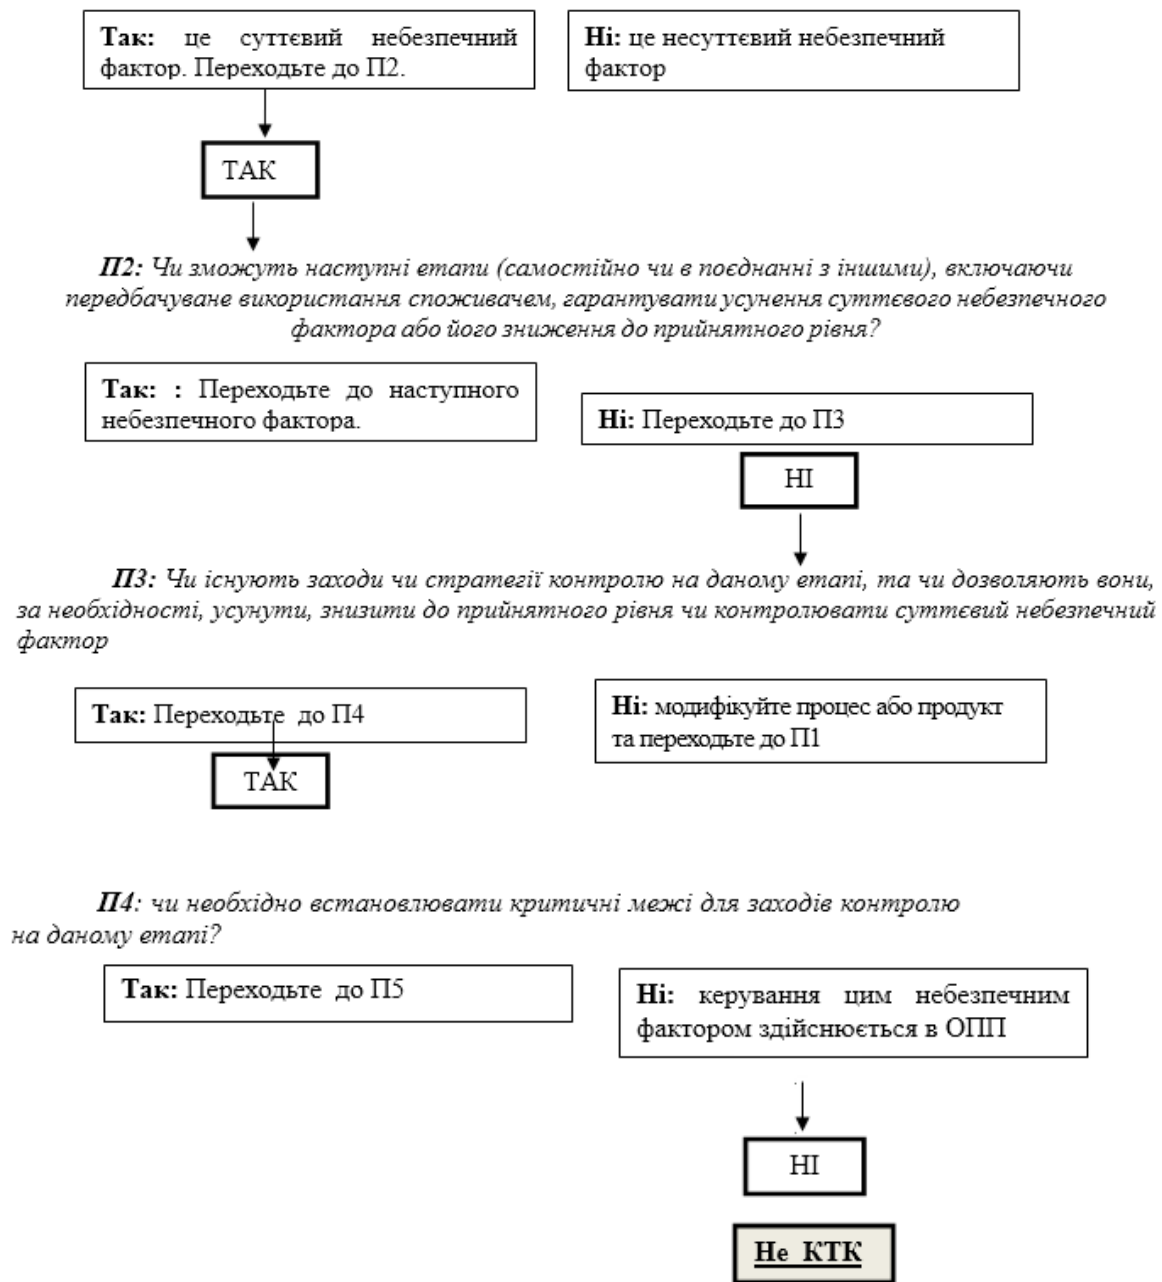 Так: це суттєвий небезпечний
фактор. Переходьте до П2.
Ні: це несуттєвий небезпечний
фактор
ТАК
П2: Чи зможуть наступні етапи (самостійно чи в поєднанні з іншими), включаючи
передбачуване використання споживачем, гарантувати усунення суттєвого небезпечного
фактора або його зниження до прийнятного рівня?
Так: : Переходьте до наступного
небезпечного фактора.
Ні: Переходьте до П3
НІ
П3: Чи існують заходи чи стратегії контролю на даному етапі, та чи дозволяють вони,
за необхідності, усунути, знизити до прийнятного рівня чи контролювати суттєвий небезпечний
фактор
Так: Переходьте до П4
Ні: модифікуйте процес або продукт
та переходьте до П1
ТАК
П4: чи необхідно встановлювати критичні межі для заходів контролю
на даному етапі?
Так: Переходьте до П5
Ні: керування цим небезпечним
фактором здійснюється в ОПП
НІ
Не КТК